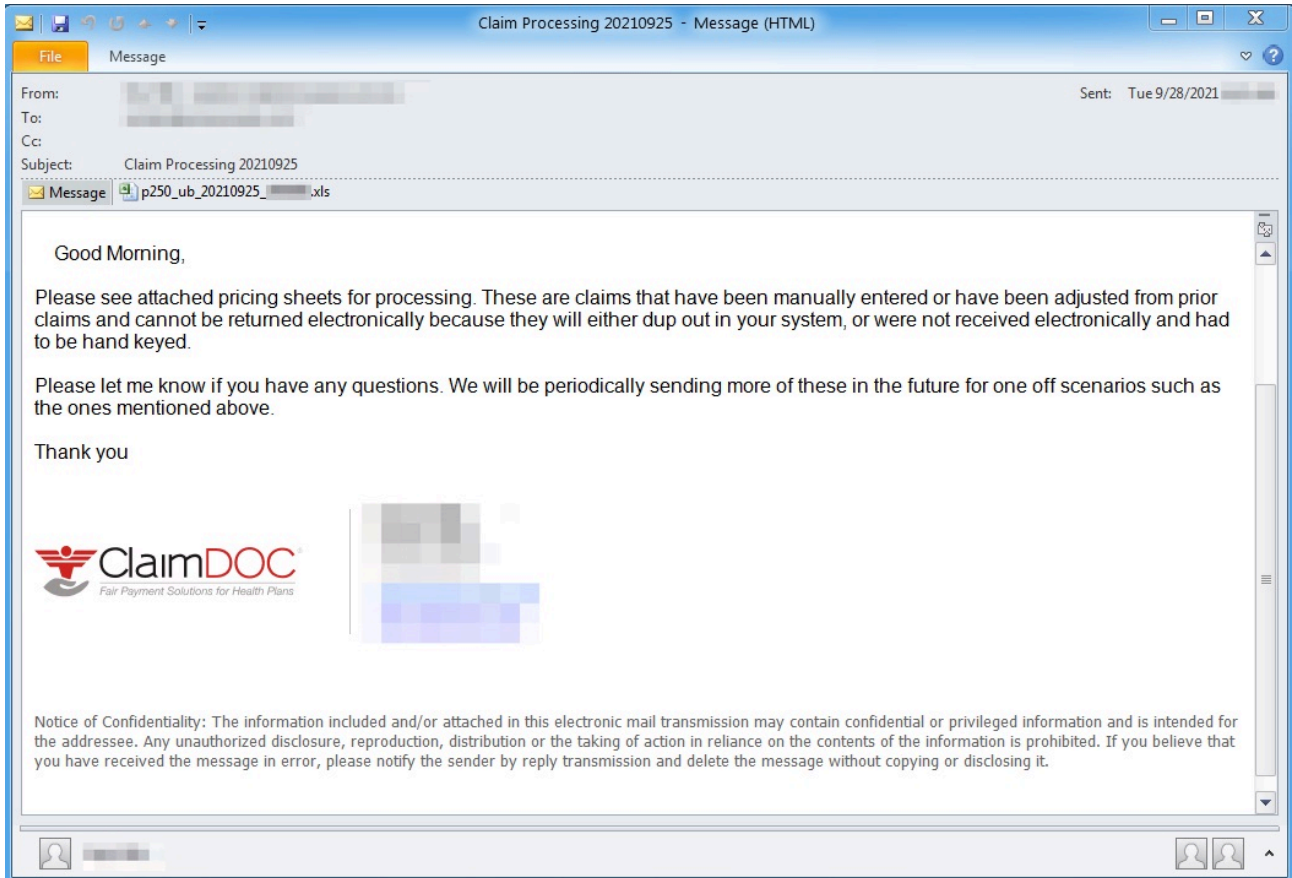 Claim Processing 20210925 - Message (HTML)
File Message
From:
Sent: Tue 9/28/2021
To:
Cc:
Subject: Claim Processing 20210925
Message p250_ub_20210925_ .xls
Good Morning,
Please see attached pricing sheets for processing. These are claims that have been manually entered or have been adjusted from prior
claims and cannot be returned electronically because they will either dup out in your system, or were not received electronically and had
to be hand keyed.
Please let me know if you have any questions. We will be periodically sending more of these in the future for one off scenarios such as
the ones mentioned above.
Thank you
ClaimDOC®
Fair Payment Solutions for Health Plans
Notice of Confidentiality: The information included and/or attached in this electronic mail transmission may contain confidential or privileged information and is intended for
the addressee. Any unauthorized disclosure, reproduction, distribution or the taking of action in reliance on the contents of the information is prohibited. If you believe that
you have received the message in error, please notify the sender by reply transmission and delete the message without copying or disclosing it.